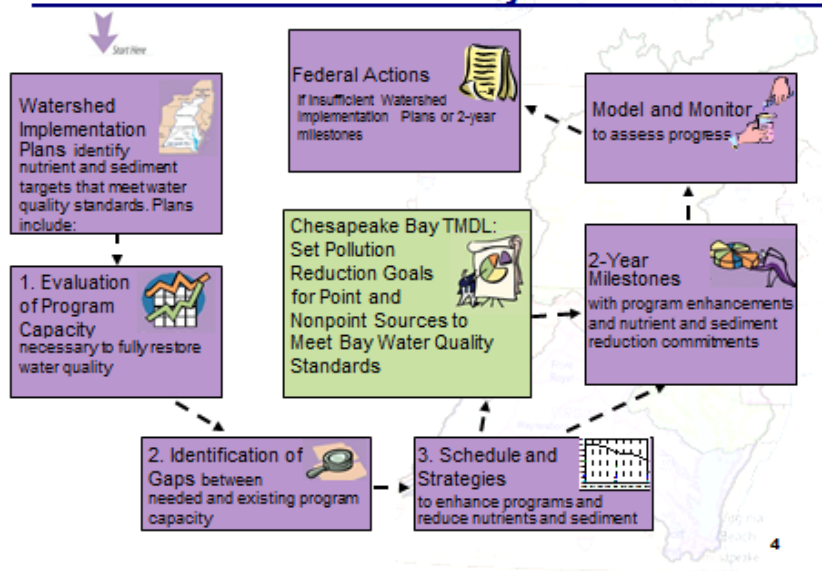 Start Here
Watershed
Implementation
Plans identify
nutrient and sediment
targets that meet water
quality standards. Plans
include:
1. Evaluation
of Program
Capacity
necessary to fully restore
water quality
2. Identification of
Gaps between
needed and existing program
capacity
3. Schedule and
Strategies
to enhance programs and
reduce nutrients and sediment
Chesapeake Bay TMDL:
Set Pollution
Reduction Goals
for Point and
Nonpoint Sources to
Meet Bay Water Quality
Standards
2-Year
Milestones
with program enhancements
and nutrient and sediment
reduction commitments
Model and Monitor
to assess progress
Federal Actions
If Insufficient Watershed
Implementation Plans or 2-year
milestones
Virginia
Beach
4